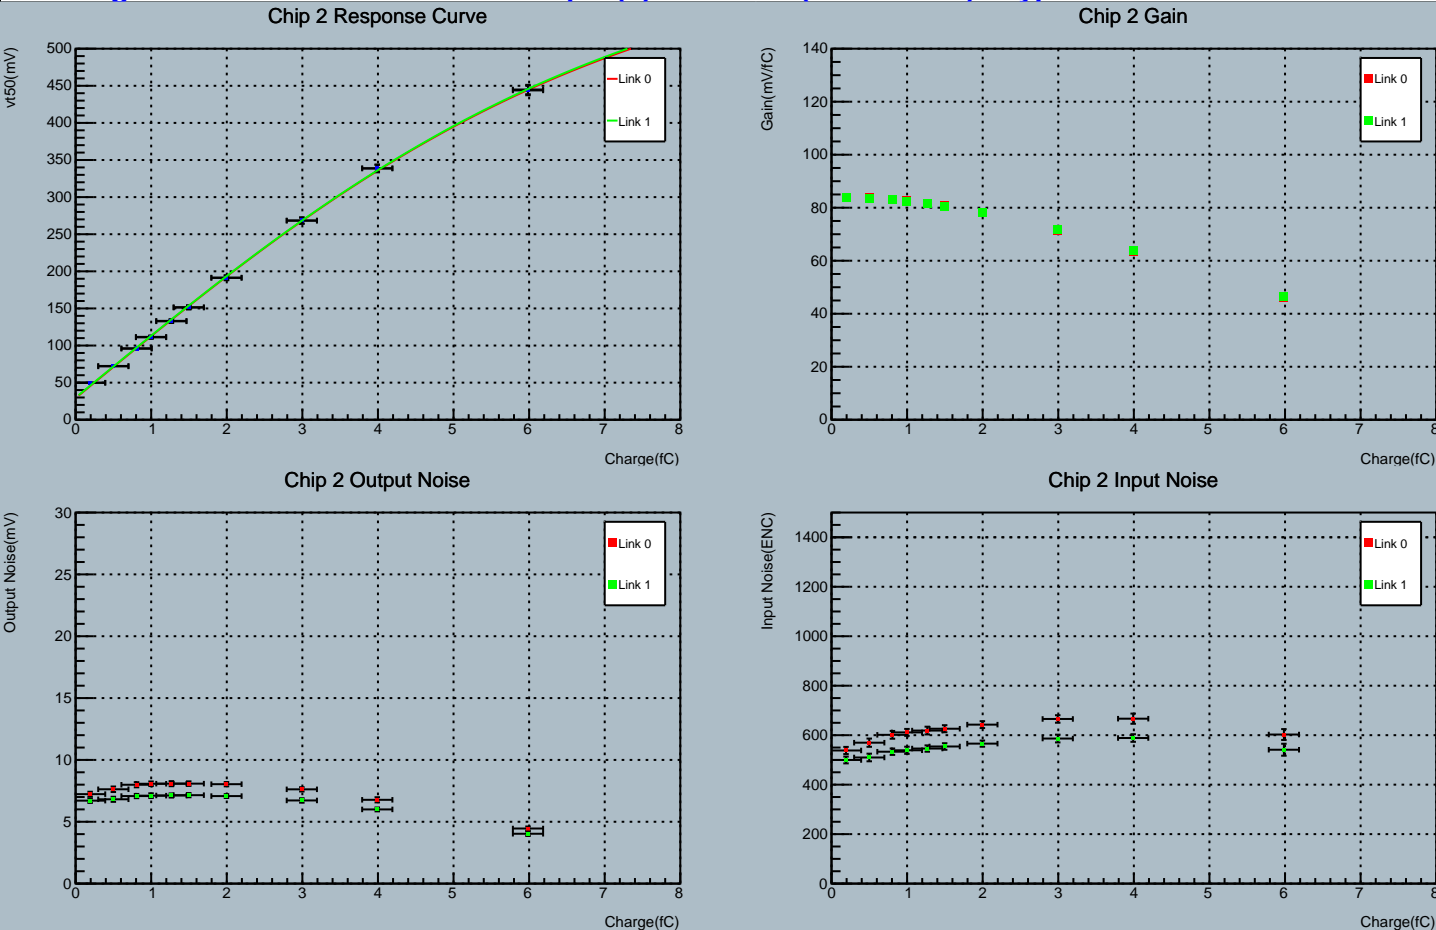 Chip 2 Response Curve
vt50(mV)
500
450
400
350
300
250
200
150
100
50
0
0 1 2 3 4 5 6 7 8
Charge(fC)
Link 0
Link 1
Chip 2 Gain
Gain(mV/fC)
140
120
100
80
60
40
20
0
0 1 2 3 4 5 6 7 8
Charge(fC)
Link 0
Link 1
Chip 2 Output Noise
Output Noise(mV)
30
25
20
15
10
5
0
0 1 2 3 4 5 6 7 8
Charge(fC)
Link 0
Link 1
Chip 2 Input Noise
Input Noise(ENC)
1400
1200
1000
800
600
400
200
0
0 1 2 3 4 5 6 7 8
Charge(fC)
Link 0
Link 1